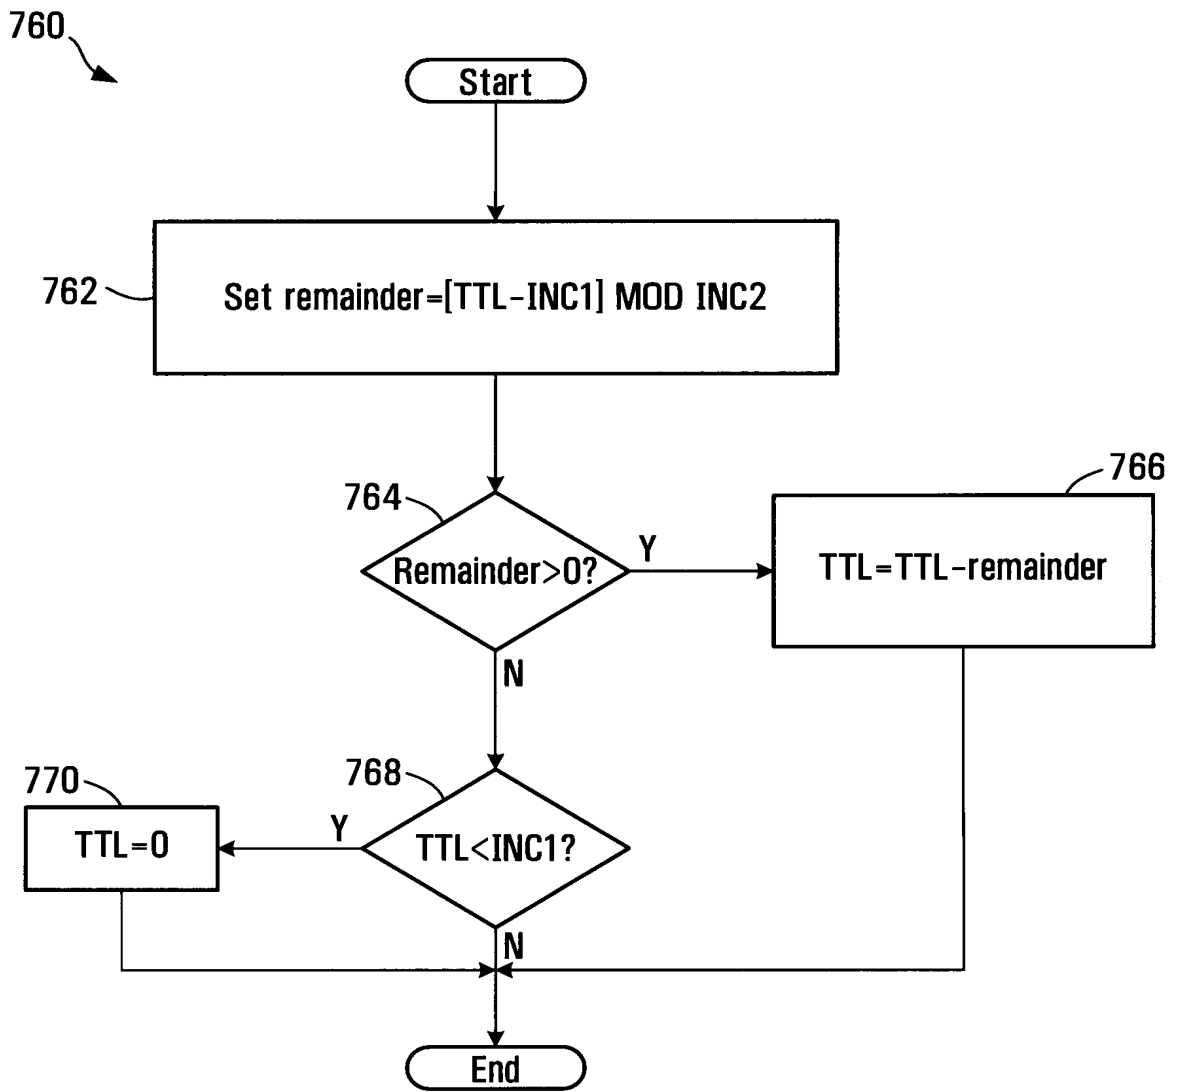 760
Start
762
Set remainder=[TTL-INC1] MOD INC2
764
Remainder>0?
Y
766
TTL=TTL-remainder
N
768
770
TTL=0
Y
TTL<INC1?
N
End